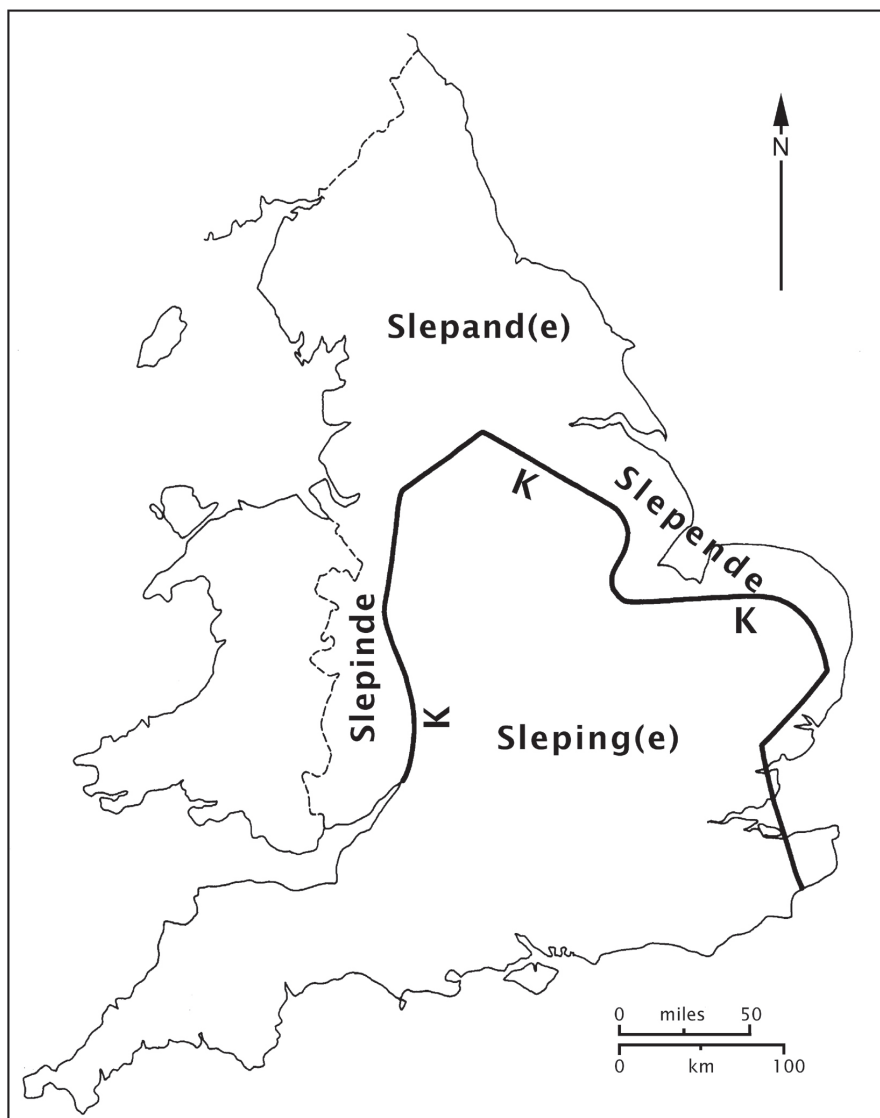 N
Slepand(e)
K
Slepende
K
Slepinde
K
Sleping(e)
0 miles 50
0 km 100